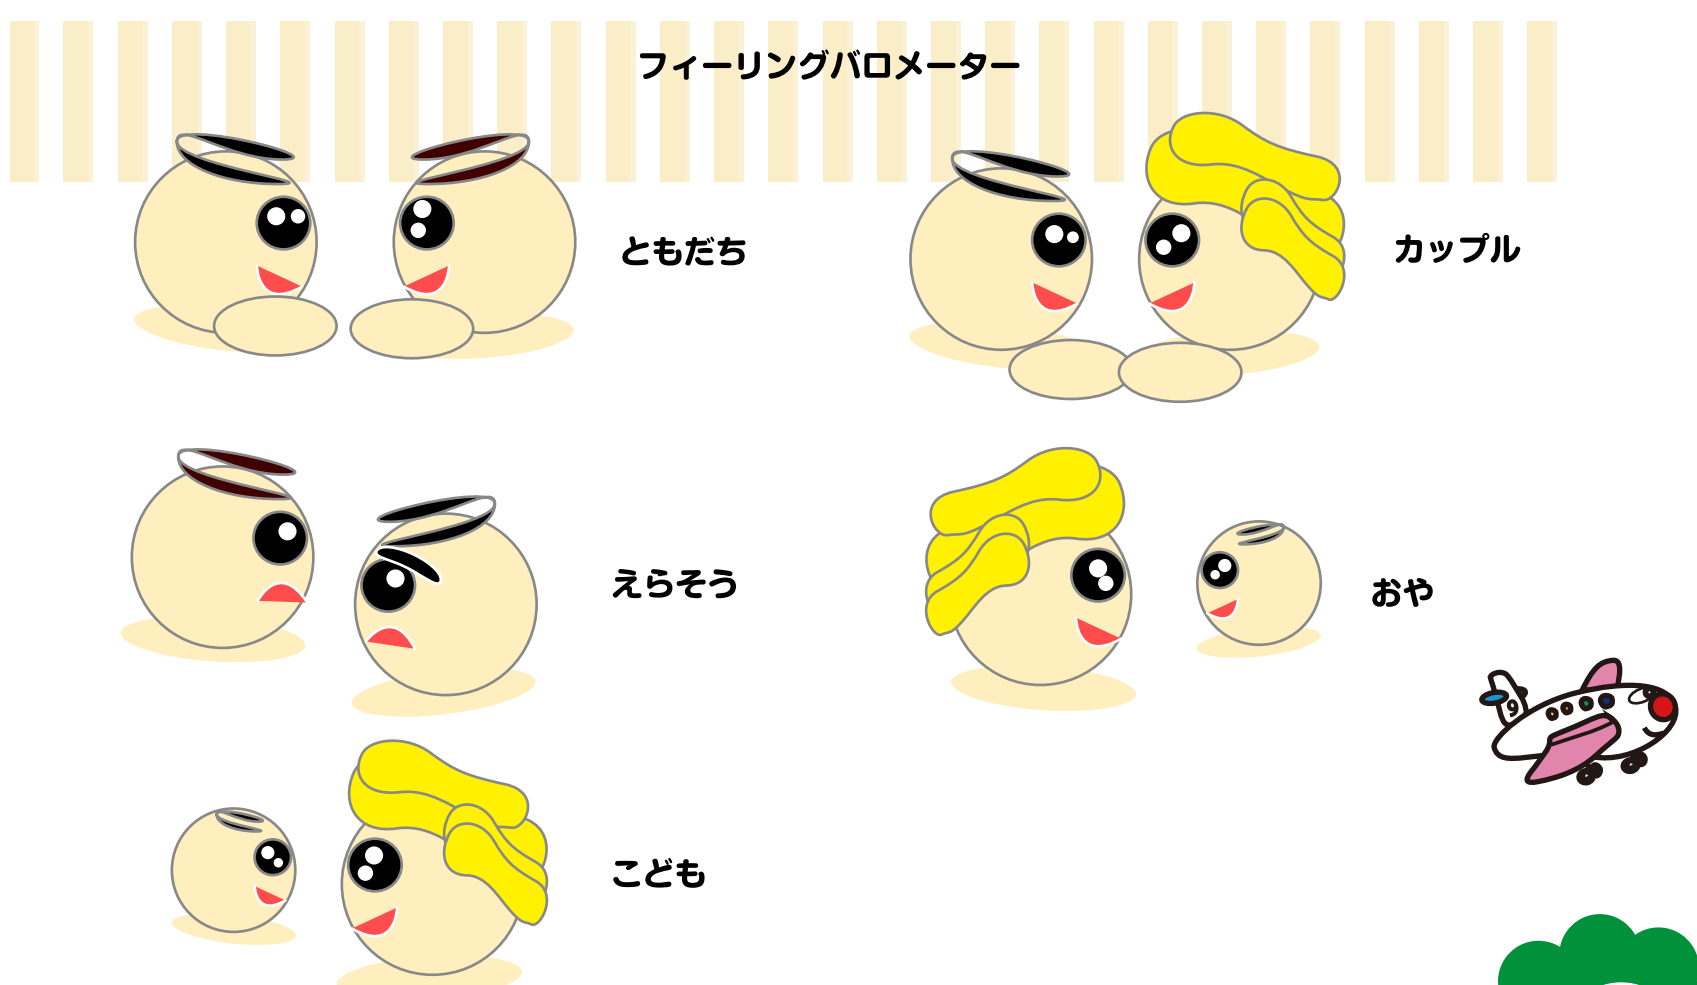 フィーリングバロメーター
ともだち
カップル
えらそう
おや
9
こども